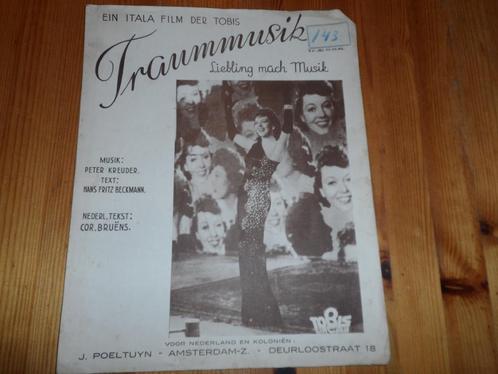 EIN ITALA FILM DER TOBIS
143.
Traummusik
Liebling mach Musik
MUSIK:
PETER KREUDER.
TEXT:
HANS FRITZ BECKMANN.
NEDERL. TEKST:
COR. BRUËNS.
TOBIS
VOOR NEDERLAND EN KOLONIËN:
J. POELTUYN - AMSTERDAM-Z. - DEURLOOSTRAAT 18